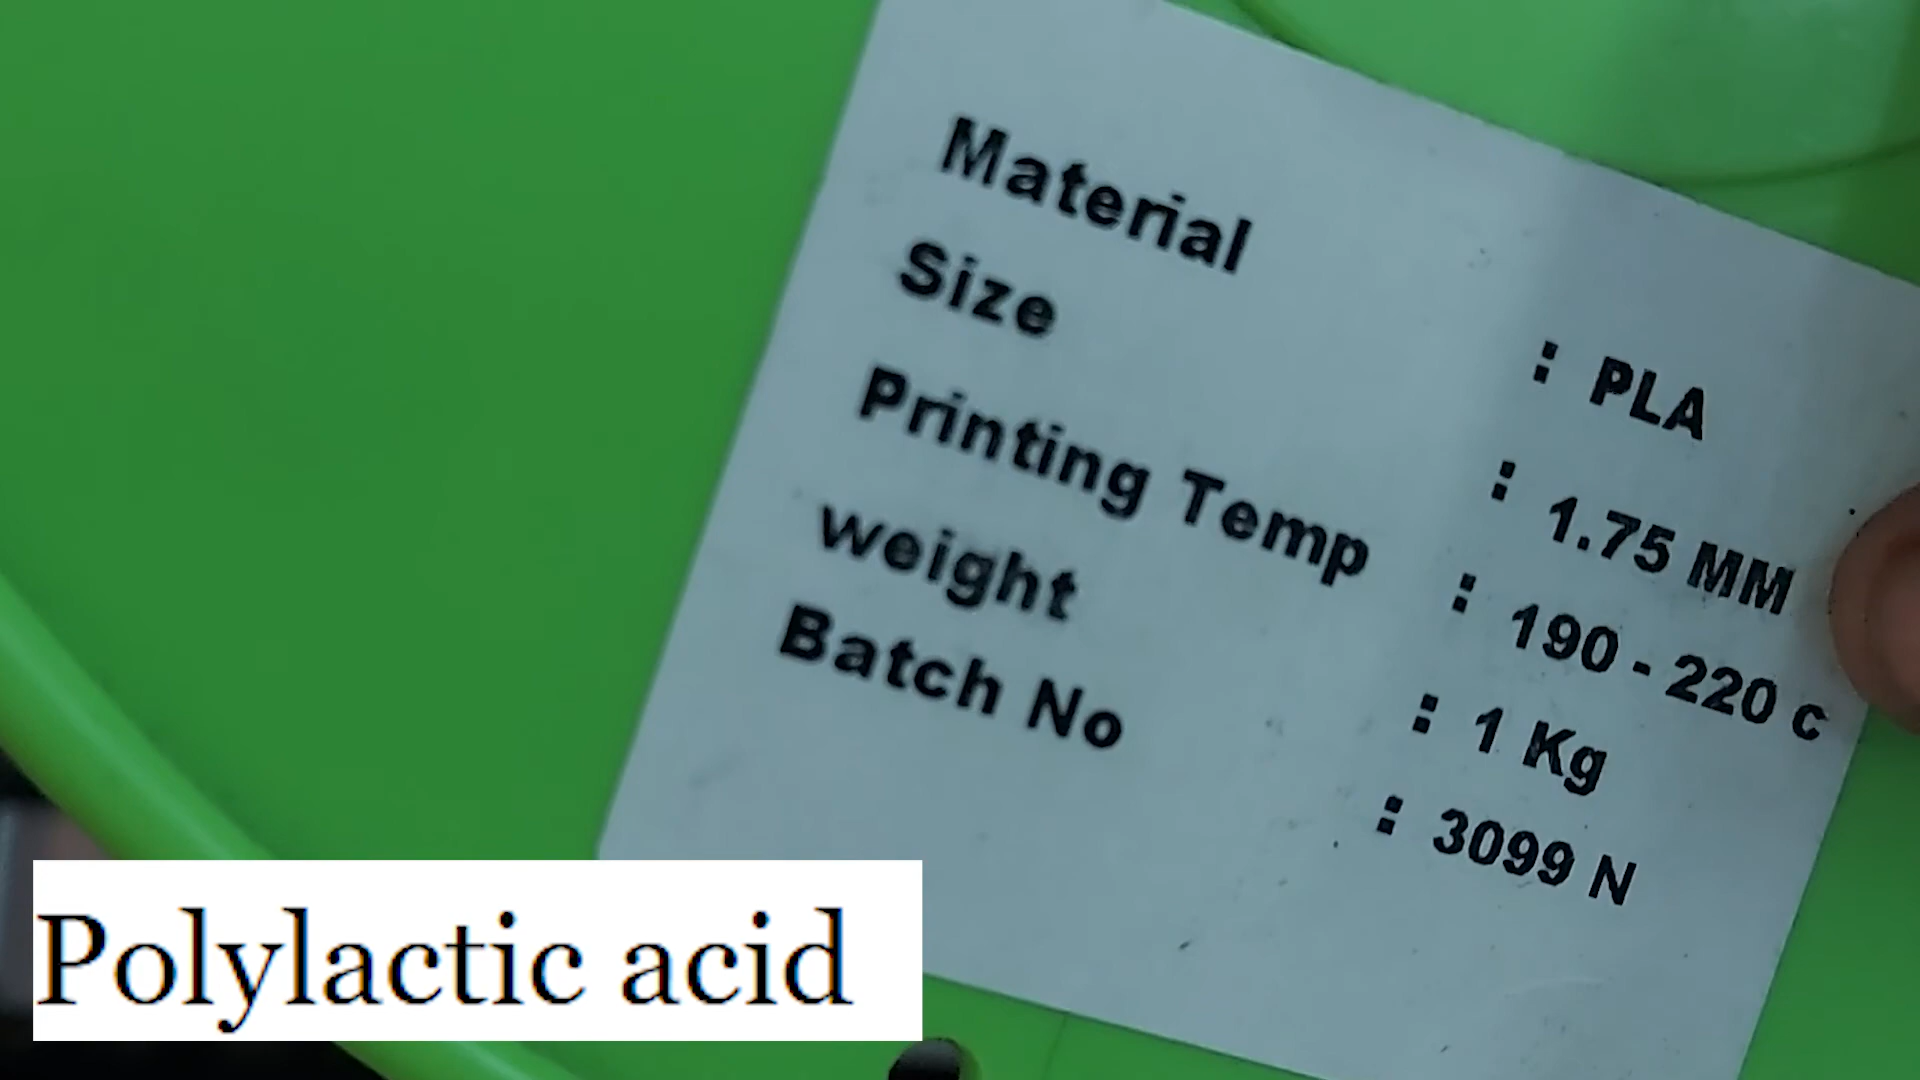 Material : PLA
Size : 1.75 MM
Printing Temp : 190 - 220 c
weight : 1 Kg
Batch No : 3099 N
Polylactic acid